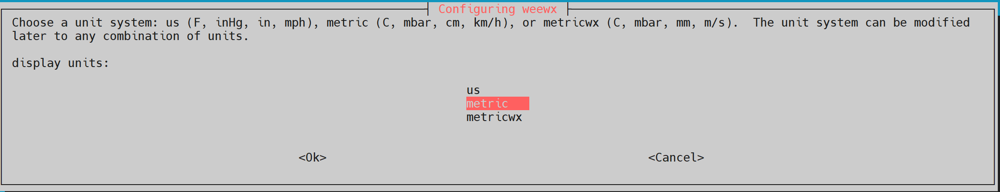 Configuring weewx
Choose a unit system: us (F, inHg, in, mph), metric (C, mbar, cm, km/h), or metricwx (C, mbar, mm, m/s).  The unit system can be modified
later to any combination of units.
display units:
us
metric
metricwx
<Ok> <Cancel>